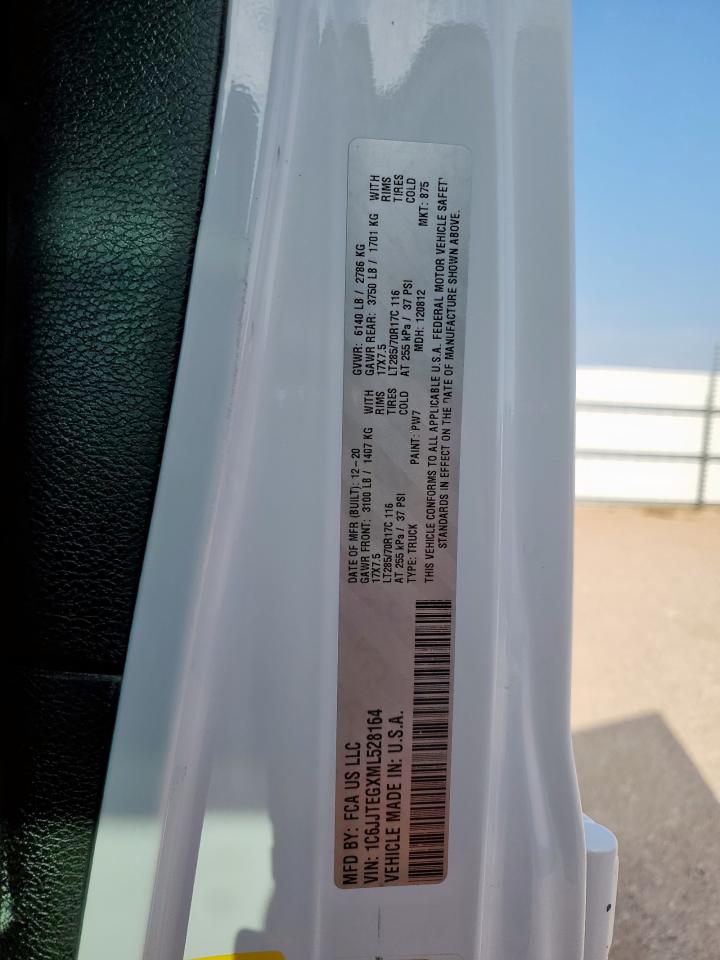 MFD BY: FCA US LLC
VIN: 1C6JJTEGXML528164
VEHICLE MADE IN: U.S.A.
DATE OF MFR (BUILT): 12-20 GVWR: 6140 LB / 2786 KG
GAWR FRONT: 3100 LB / 1407 KG WITH GAWR REAR: 3750 LB / 1701 KG WITH
17X7.5 RIMS 17X7.5 RIMS
LT285/70R17C 116 TIRES LT285/70R17C 116 TIRES
AT 255 kPa / 37 PSI COLD AT 255 kPa / 37 PSI COLD
TYPE: TRUCK PAINT: PW7 MDH: 120812 MKT: 875
THIS VEHICLE CONFORMS TO ALL APPLICABLE U.S.A. FEDERAL MOTOR VEHICLE SAFETY
STANDARDS IN EFFECT ON THE DATE OF MANUFACTURE SHOWN ABOVE.